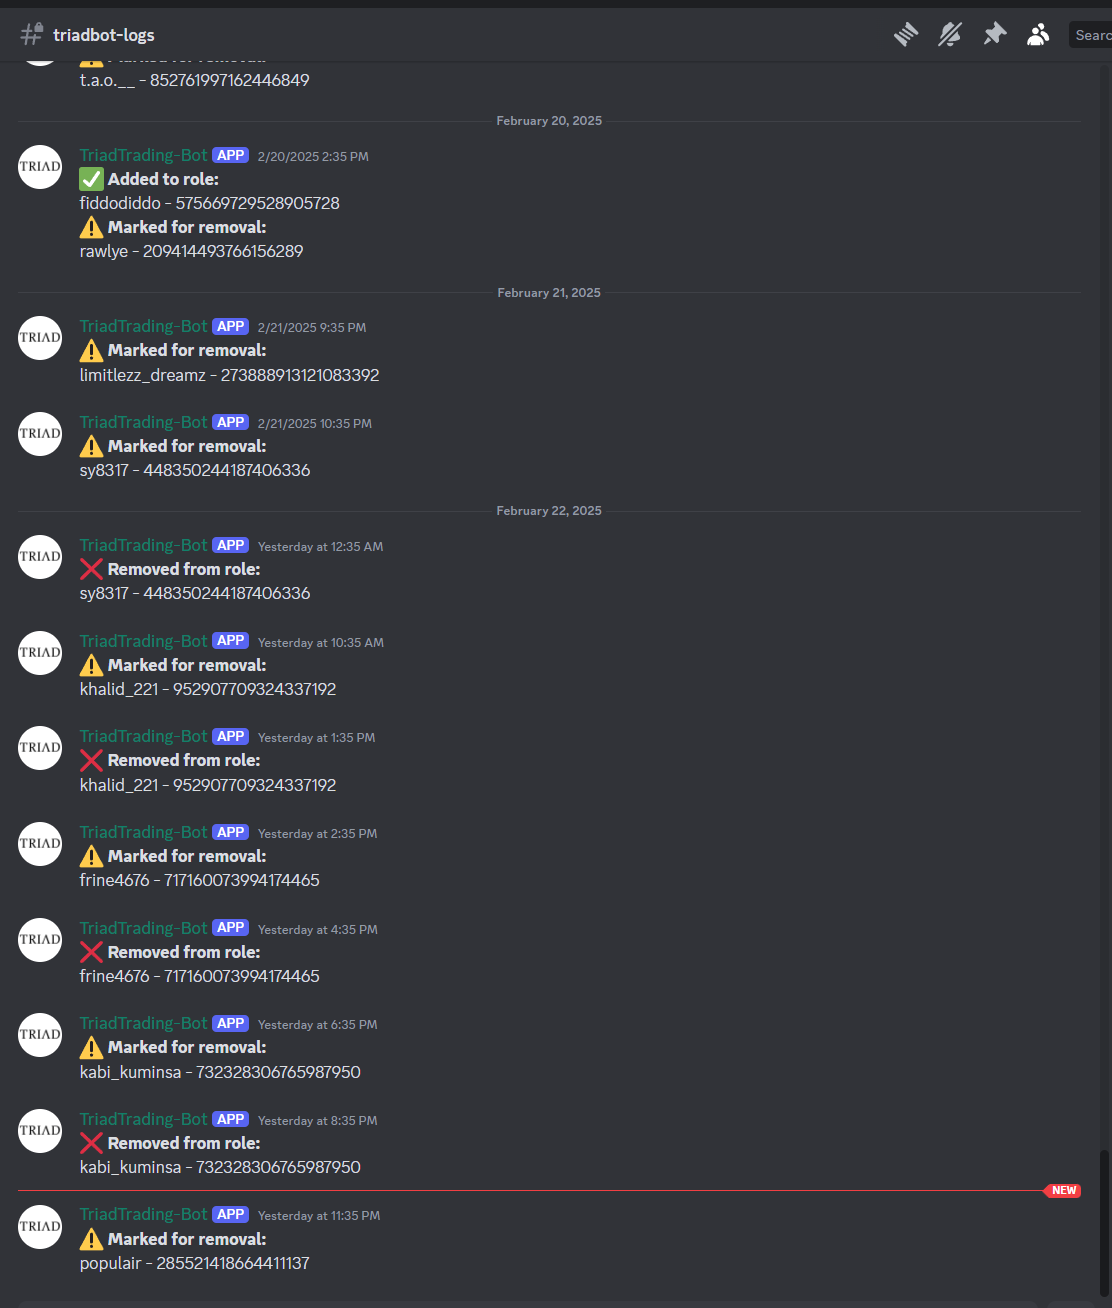 triadbot-logs
Searc
Marked for removal:
t.a.o.__ - 852761997162446849
February 20, 2025
TRIAD
TriadTrading-Bot APP 2/20/2025 2:35 PM
Added to role:
fiddodiddo - 575669729528905728
Marked for removal:
rawlye - 209414493766156289
February 21, 2025
TRIAD
TriadTrading-Bot APP 2/21/2025 9:35 PM
Marked for removal:
limitlezz_dreamz - 273888913121083392
TRIAD
TriadTrading-Bot APP 2/21/2025 10:35 PM
Marked for removal:
sy8317 - 448350244187406336
February 22, 2025
TRIAD
TriadTrading-Bot APP Yesterday at 12:35 AM
Removed from role:
sy8317 - 448350244187406336
TRIAD
TriadTrading-Bot APP Yesterday at 10:35 AM
Marked for removal:
khalid_221 - 952907709324337192
TRIAD
TriadTrading-Bot APP Yesterday at 1:35 PM
Removed from role:
khalid_221 - 952907709324337192
TRIAD
TriadTrading-Bot APP Yesterday at 2:35 PM
Marked for removal:
frine4676 - 717160073994174465
TRIAD
TriadTrading-Bot APP Yesterday at 4:35 PM
Removed from role:
frine4676 - 717160073994174465
TRIAD
TriadTrading-Bot APP Yesterday at 6:35 PM
Marked for removal:
kabi_kuminsa - 732328306765987950
TRIAD
TriadTrading-Bot APP Yesterday at 8:35 PM
Removed from role:
kabi_kuminsa - 732328306765987950
NEW
TRIAD
TriadTrading-Bot APP Yesterday at 11:35 PM
Marked for removal:
populair - 285521418664411137